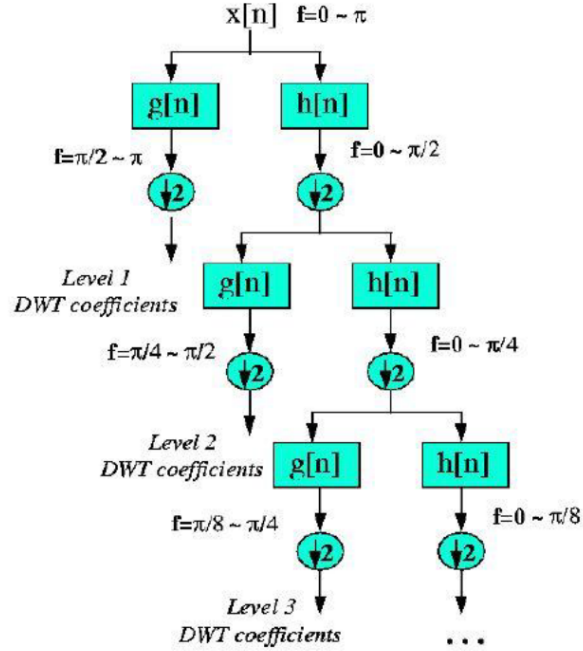 x[n] f=0 ~ π
g[n] h[n]
f=π/2 ~ π f=0 ~ π/2
↓2 ↓2
Level 1
DWT coefficients
g[n] h[n]
f=π/4 ~ π/2 f=0 ~ π/4
↓2 ↓2
Level 2
DWT coefficients
g[n] h[n]
f=π/8 ~ π/4 f=0 ~ π/8
↓2 ↓2
Level 3
DWT coefficients
...